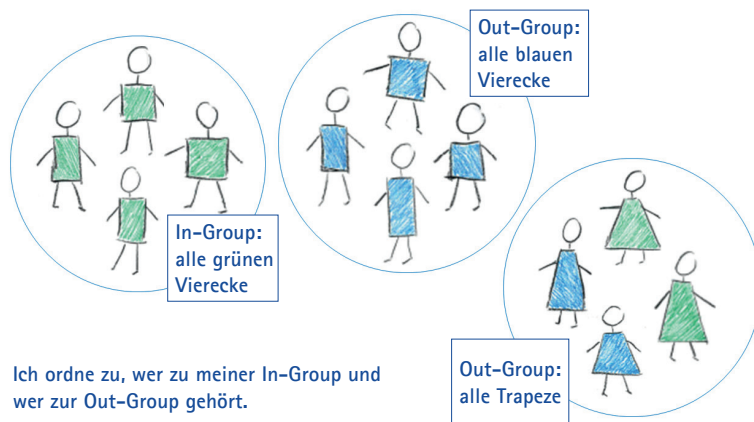 Out-Group:
alle blauen
Vierecke
In-Group:
alle grünen
Vierecke
Out-Group:
alle Trapeze
Ich ordne zu, wer zu meiner In-Group und
wer zur Out-Group gehört.